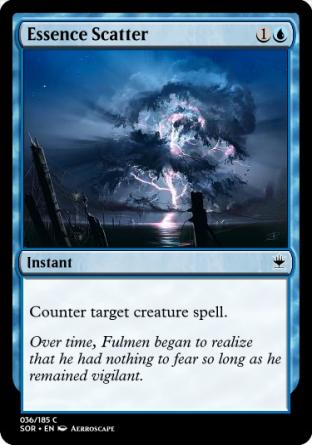 Essence Scatter 1
Instant
Counter target creature spell.
Over time, Fulmen began to realize
that he had nothing to fear so long as he
remained vigilant.
036/185 C
SOR • EN Aerroscape